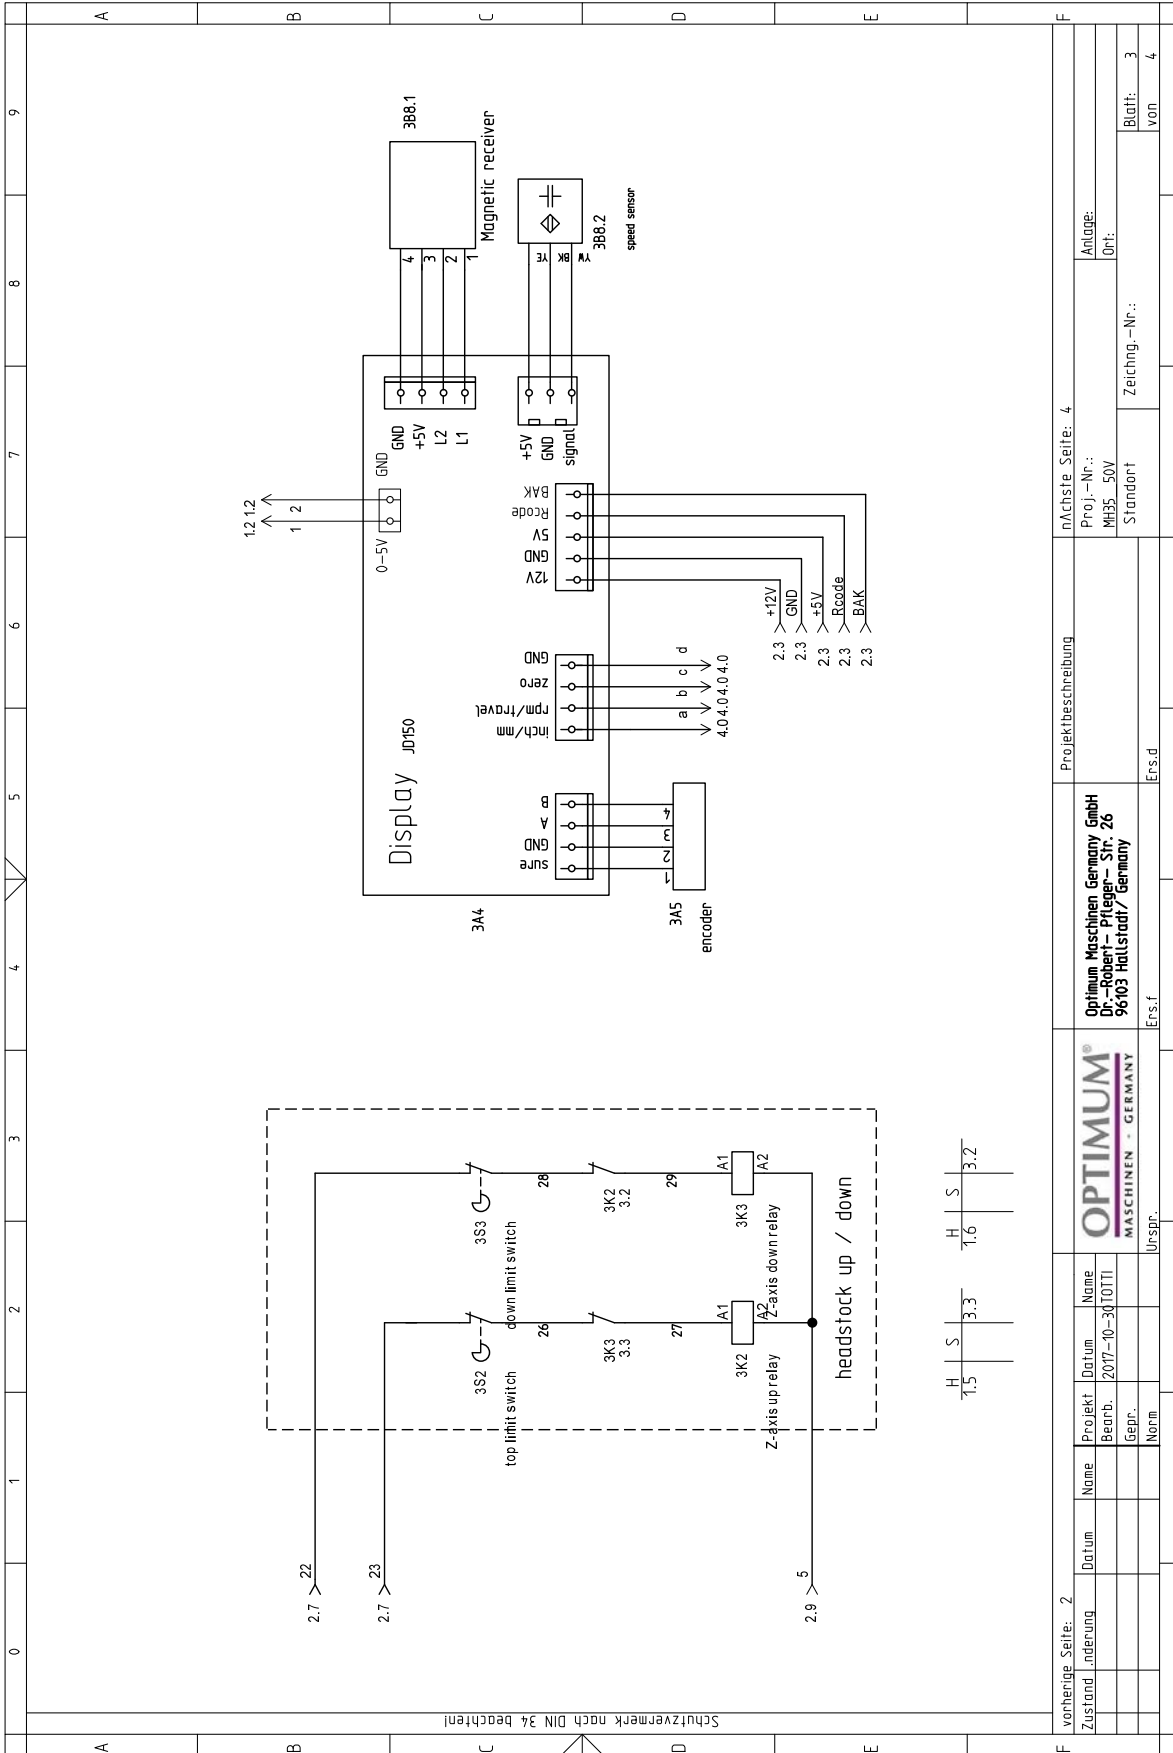 0 1 2 3 4 5 6 7 8 9
A A
B B
C C
D D
E E
F F
Schutzvermerk nach DIN 34 beachten!
2.7 22
2.7 23
2.9 5
3S2
top limit switch
26
3K3
3.3
27
3K2
A1
A2
Z-axis up relay
3S3
down limit switch
28
3K2
3.2
29
3K3
A1
A2
Z-axis down relay
headstock up / down
H S
1.5 3.3
H S
1.6 3.2
3A4
Display JD150
sure
GND
A
B
1 2 3 4
3A5
encoder
inch/mm
rpm/travel
zero
GND
a b c d
4.0 4.0 4.0 4.0
12V
GND
5V
Rcode
BAK
2.3 +12V
2.3 GND
2.3 +5V
2.3 Rcode
2.3 BAK
0-5V
GND
1 2
1.2 1.2
GND
+5V
L2
L1
4
3
2
1
3B8.1
Magnetic receiver
+5V
GND
signal
YE
BK
YW
3B8.2
speed sensor
vorherige Seite: 2
Zustand .nderung Datum Name
Projekt Datum Name
Bearb. 2017-10-30 TOTTI
Gepr.
Norm
Urspr.
OPTIMUM®
MASCHINEN - GERMANY
Ers.f
Optimum Maschinen Germany GmbH
Dr.-Robert- Pfleger- Str. 26
96103 Hallstadt/ Germany
Ers.d
Projektbeschreibung
nAchste Seite: 4
Proj.-Nr.:
MH35 50V
Standort
Zeichng.-Nr.:
Anlage:
Ort:
Blatt: 3
von 4